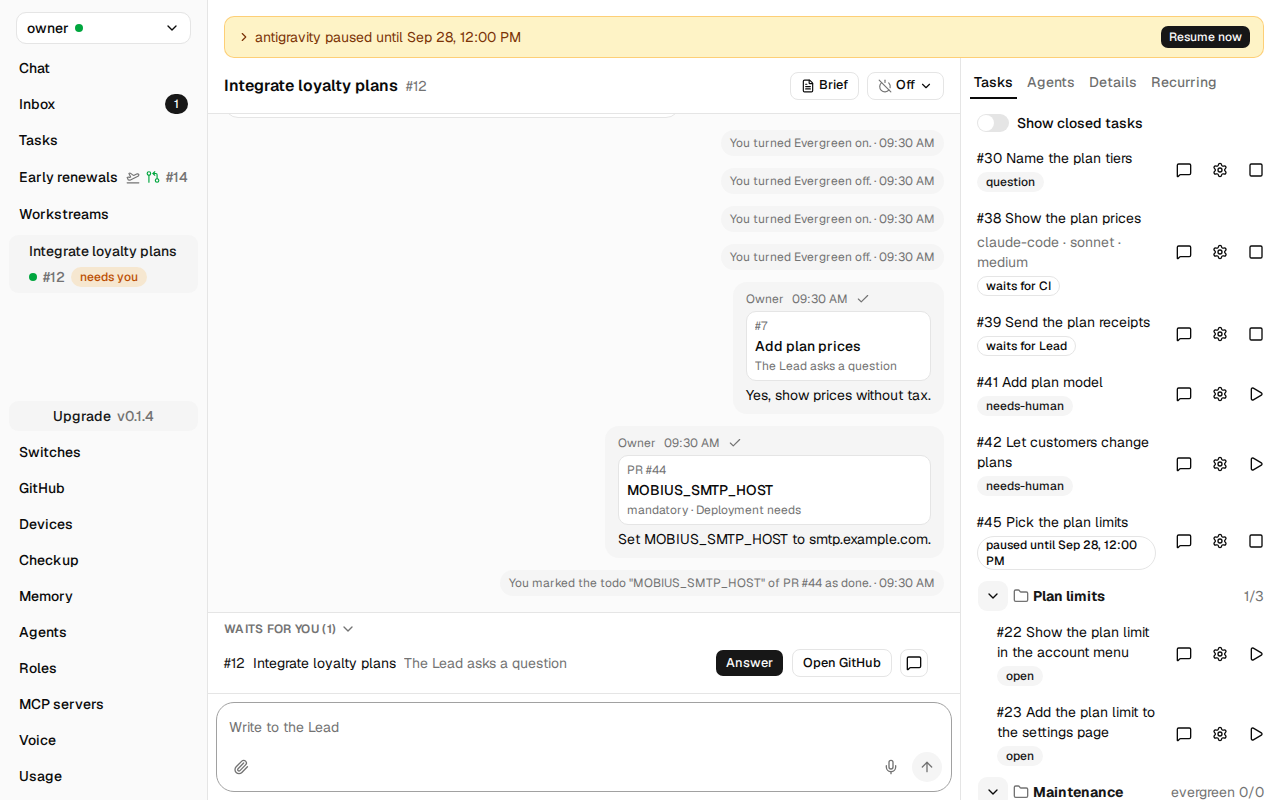 owner
Chat
Inbox 1
Tasks
Early renewals #14
Workstreams
Integrate loyalty plans
#12 needs you
Upgrade v0.1.4
Switches
GitHub
Devices
Checkup
Memory
Agents
Roles
MCP servers
Voice
Usage
antigravity paused until Sep 28, 12:00 PM
Resume now
Integrate loyalty plans #12
Brief
Off
You turned Evergreen on. · 09:30 AM
You turned Evergreen off. · 09:30 AM
You turned Evergreen on. · 09:30 AM
You turned Evergreen off. · 09:30 AM
Owner 09:30 AM
#7
Add plan prices
The Lead asks a question
Yes, show prices without tax.
Owner 09:30 AM
PR #44
MOBIUS_SMTP_HOST
mandatory · Deployment needs
Set MOBIUS_SMTP_HOST to smtp.example.com.
You marked the todo "MOBIUS_SMTP_HOST" of PR #44 as done. · 09:30 AM
WAITS FOR YOU (1)
#12 Integrate loyalty plans The Lead asks a question
Answer
Open GitHub
Write to the Lead
Tasks Agents Details Recurring
Show closed tasks
#30 Name the plan tiers
question
#38 Show the plan prices
claude-code · sonnet ·
medium
waits for CI
#39 Send the plan receipts
waits for Lead
#41 Add plan model
needs-human
#42 Let customers change
plans
needs-human
#45 Pick the plan limits
paused until Sep 28, 12:00
PM
Plan limits 1/3
#22 Show the plan limit
in the account menu
open
#23 Add the plan limit to
the settings page
open
Maintenance evergreen 0/0